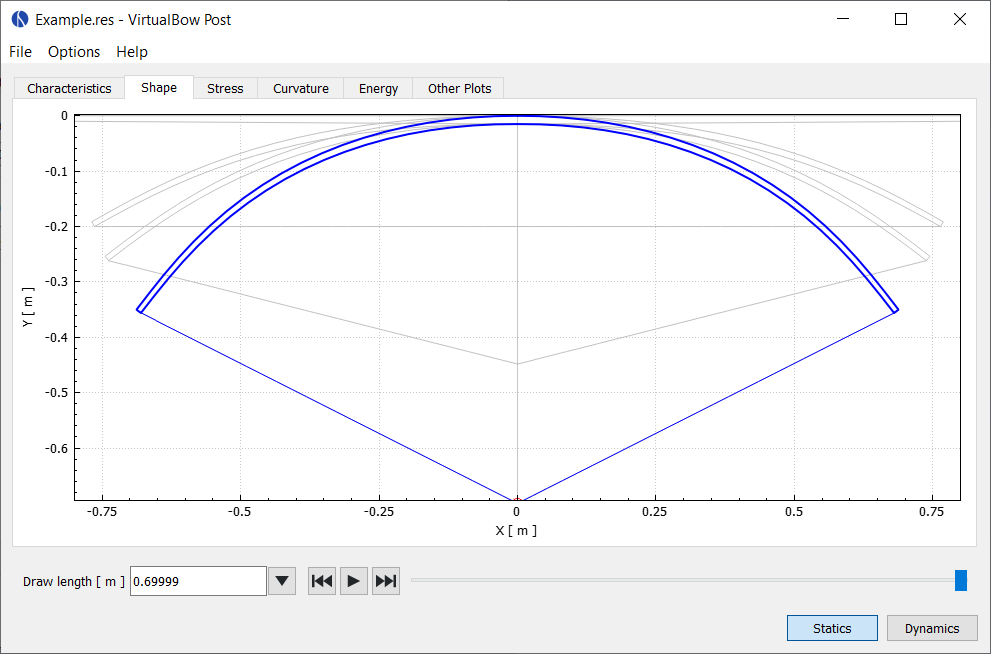 Example.res - VirtualBow Post
File Options Help
Characteristics Shape Stress Curvature Energy Other Plots
0
-0.1
-0.2
-0.3
-0.4
-0.5
-0.6
Y [ m ]
-0.75 -0.5 -0.25 0 0.25 0.5 0.75
X [ m ]
Draw length [ m ] 0.69999
Statics Dynamics